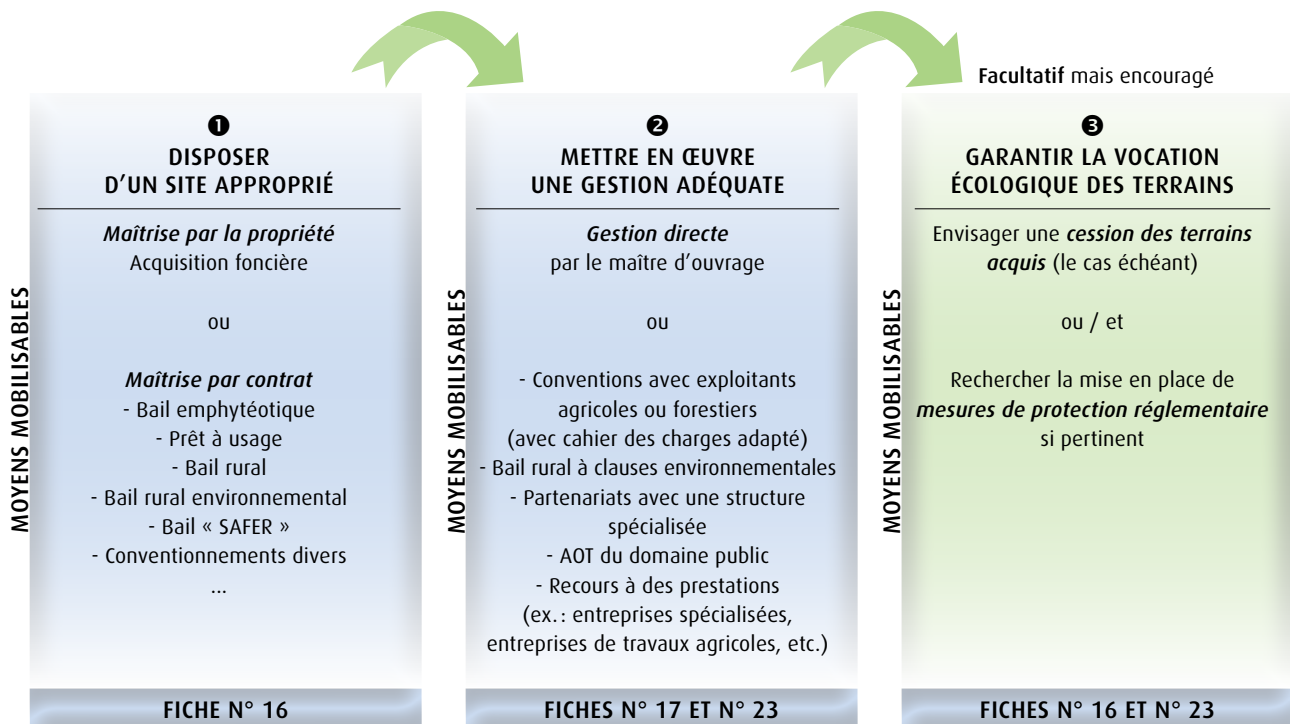 Facultatif mais encouragé
MOYENS MOBILISABLES
❶
DISPOSER
D’UN SITE APPROPRIÉ
Maîtrise par la propriété
Acquisition foncière
ou
Maîtrise par contrat
- Bail emphytéotique
- Prêt à usage
- Bail rural
- Bail rural environnemental
- Bail « SAFER »
- Conventionnements divers
...
FICHE N° 16
MOYENS MOBILISABLES
❷
METTRE EN ŒUVRE
UNE GESTION ADÉQUATE
Gestion directe
par le maître d’ouvrage
ou
- Conventions avec exploitants
agricoles ou forestiers
(avec cahier des charges adapté)
- Bail rural à clauses environnementales
- Partenariats avec une structure
spécialisée
- AOT du domaine public
- Recours à des prestations
(ex. : entreprises spécialisées,
entreprises de travaux agricoles, etc.)
FICHES N° 17 ET N° 23
MOYENS MOBILISABLES
❸
GARANTIR LA VOCATION
ÉCOLOGIQUE DES TERRAINS
Envisager une cession des terrains
acquis (le cas échéant)
ou / et
Rechercher la mise en place de
mesures de protection réglementaire
si pertinent
FICHES N° 16 ET N° 23